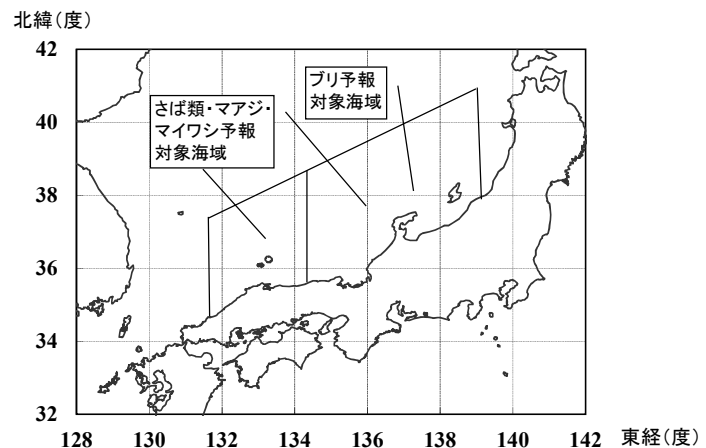 北緯(度)
42
40
38
36
34
32
さば類・マアジ・
マイワシ予報
対象海域
ブリ予報
対象海域
128 130 132 134 136 138 140 142 東経(度)